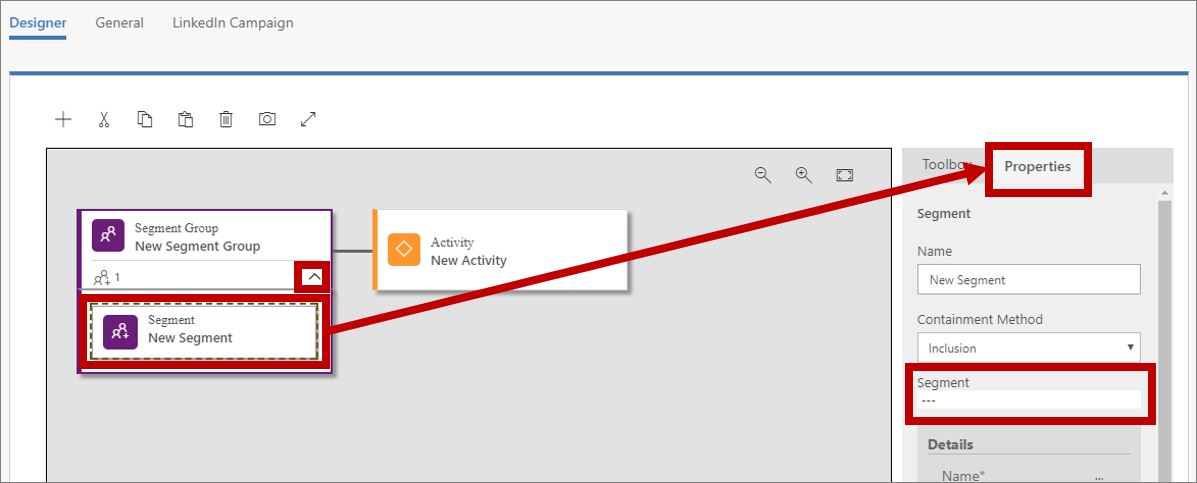 Designer General LinkedIn Campaign
Toolbox Properties
Segment Group
New Segment Group
1
Segment
New Segment
Activity
New Activity
Segment
Name
New Segment
Containment Method
Inclusion
Segment
---
Details
Name* ...